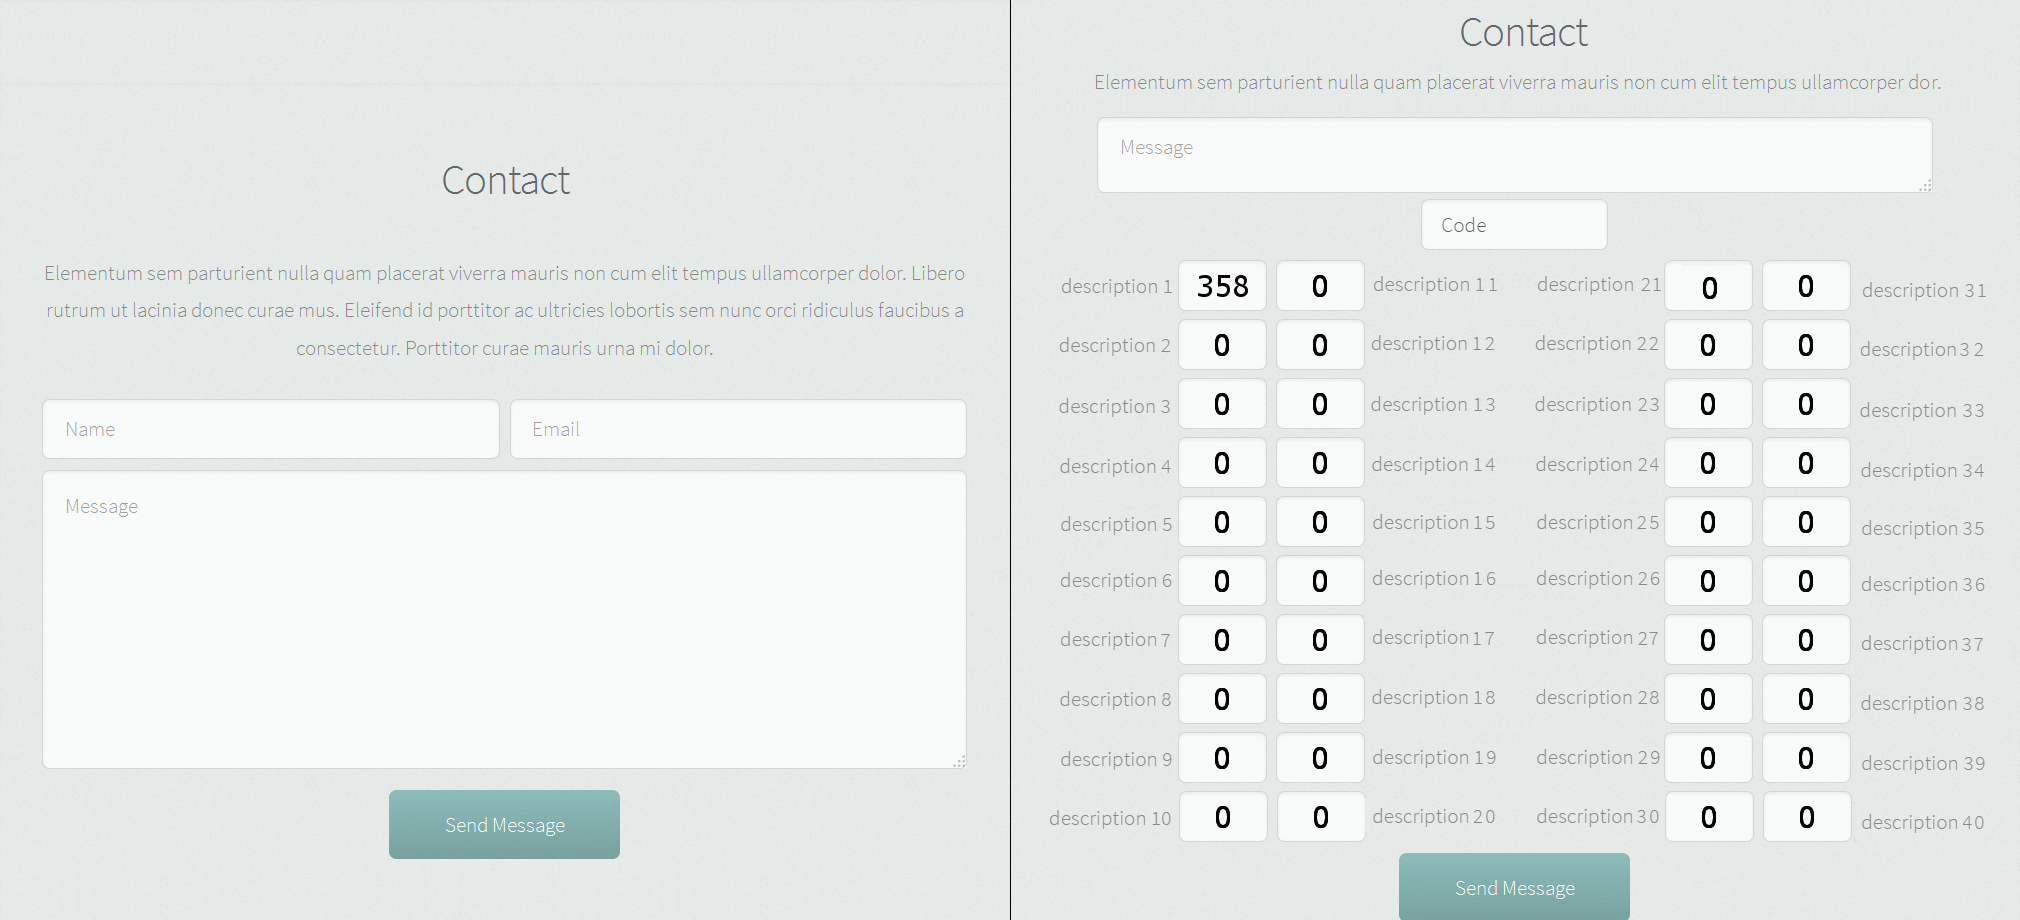 Contact
Elementum sem parturient nulla quam placerat viverra mauris non cum elit tempus ullamcorper dolor. Libero
rutrum ut lacinia donec curae mus. Eleifend id porttitor ac ultricies lobortis sem nunc orci ridiculus faucibus a
consectetur. Porttitor curae mauris urna mi dolor.
Name Email
Message
Send Message
Contact
Elementum sem parturient nulla quam placerat viverra mauris non cum elit tempus ullamcorper dor.
Message
Code
description 1 358 0 description 11 description 21 0 0 description 31
description 2 0 0 description 12 description 22 0 0 description 32
description 3 0 0 description 13 description 23 0 0 description 33
description 4 0 0 description 14 description 24 0 0 description 34
description 5 0 0 description 15 description 25 0 0 description 35
description 6 0 0 description 16 description 26 0 0 description 36
description 7 0 0 description 17 description 27 0 0 description 37
description 8 0 0 description 18 description 28 0 0 description 38
description 9 0 0 description 19 description 29 0 0 description 39
description 10 0 0 description 20 description 30 0 0 description 40
Send Message